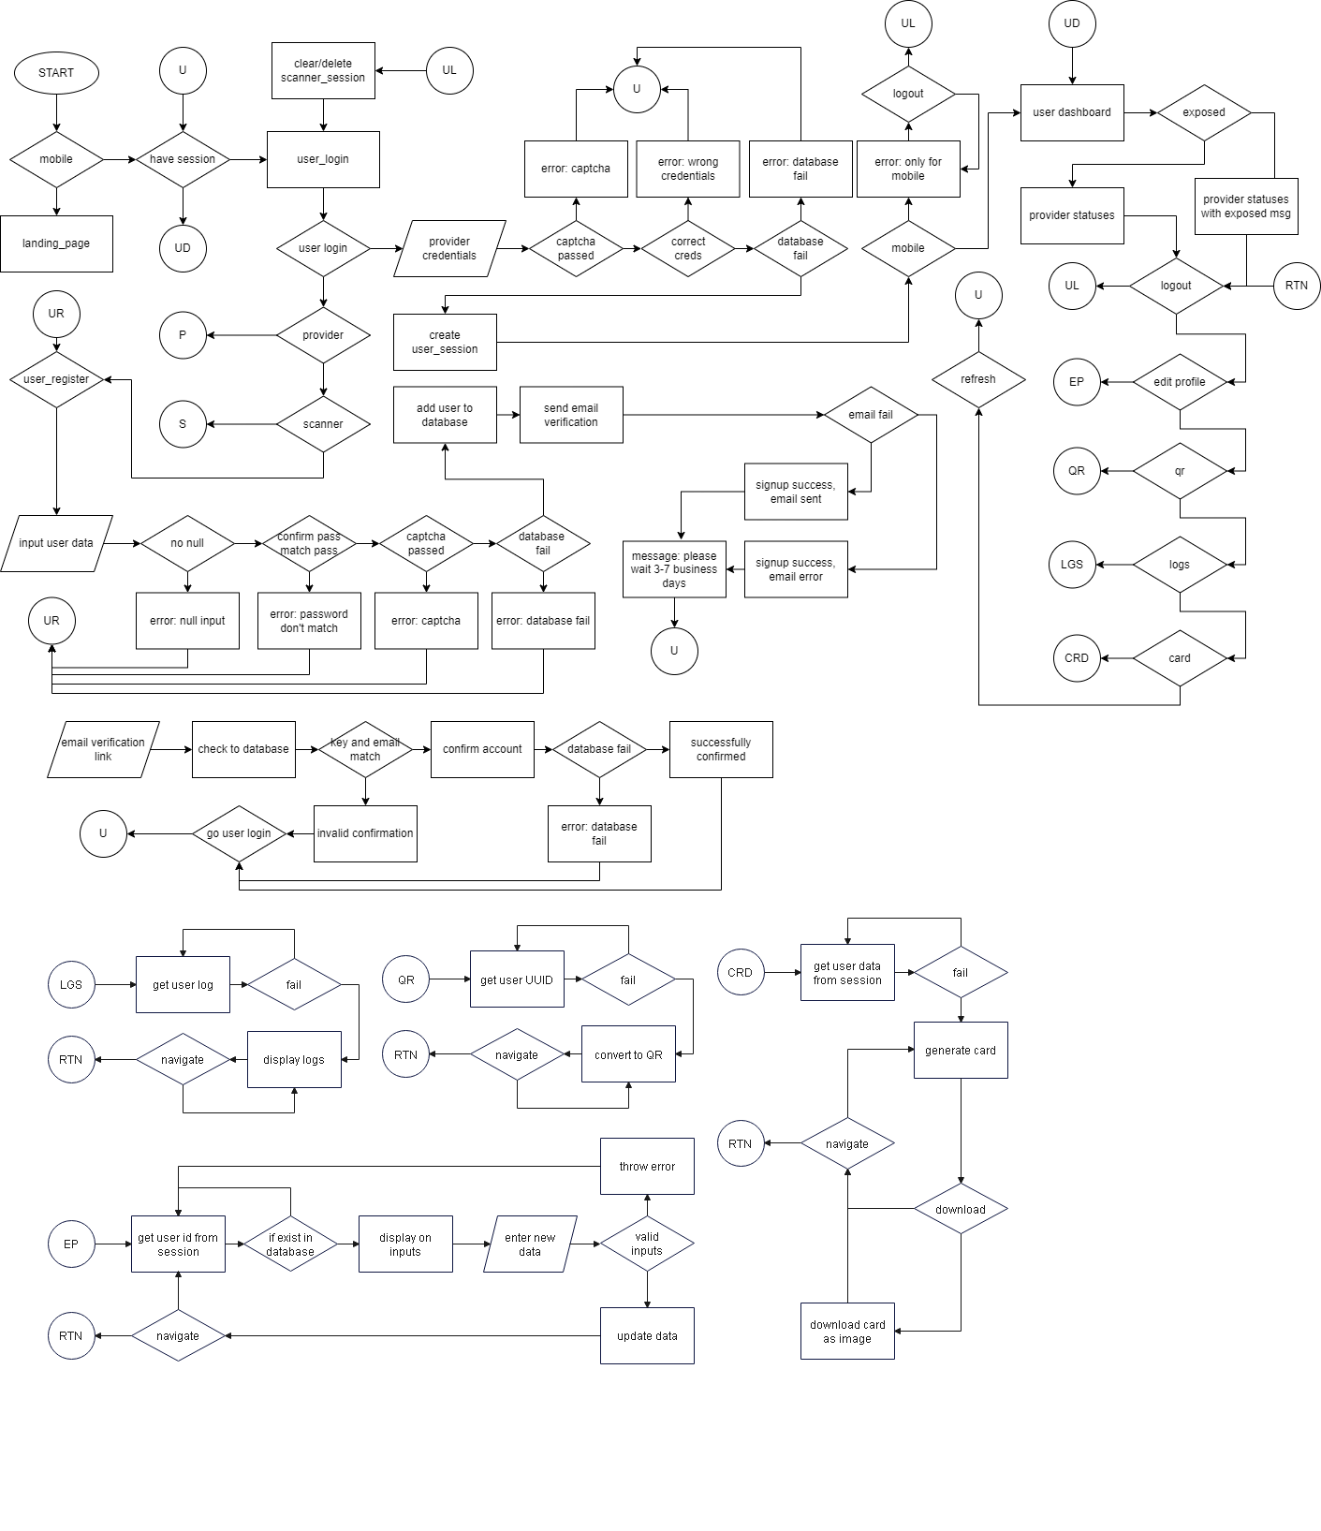 UL
UD
START
U
clear/delete
scanner_session
UL
U
logout
user dashboard
exposed
mobile
have session
user_login
error: captcha
error: wrong
credentials
error: database
fail
error: only for
mobile
provider statuses
provider statuses
with exposed msg
landing_page
UD
user login
provider
credentials
captcha
passed
correct
creds
database
fail
mobile
UL
logout
RTN
UR
P
provider
create
user_session
U
user_register
refresh
EP
edit profile
S
scanner
add user to
database
send email
verification
email fail
QR
qr
signup success,
email sent
input user data
no null
confirm pass
match pass
captcha
passed
database
fail
message: please
wait 3-7 business
days
signup success,
email error
LGS
logs
UR
error: null input
error: password
don't match
error: captcha
error: database fail
U
CRD
card
email verification
link
check to database
key and email
match
confirm account
database fail
successfully
confirmed
U
go user login
invalid confirmation
error: database
fail
LGS
get user log
fail
QR
get user UUID
fail
CRD
get user data
from session
fail
RTN
navigate
display logs
RTN
navigate
convert to QR
generate card
RTN
navigate
throw error
download
EP
get user id from
session
if exist in
database
display on
inputs
enter new
data
valid
inputs
RTN
navigate
update data
download card
as image